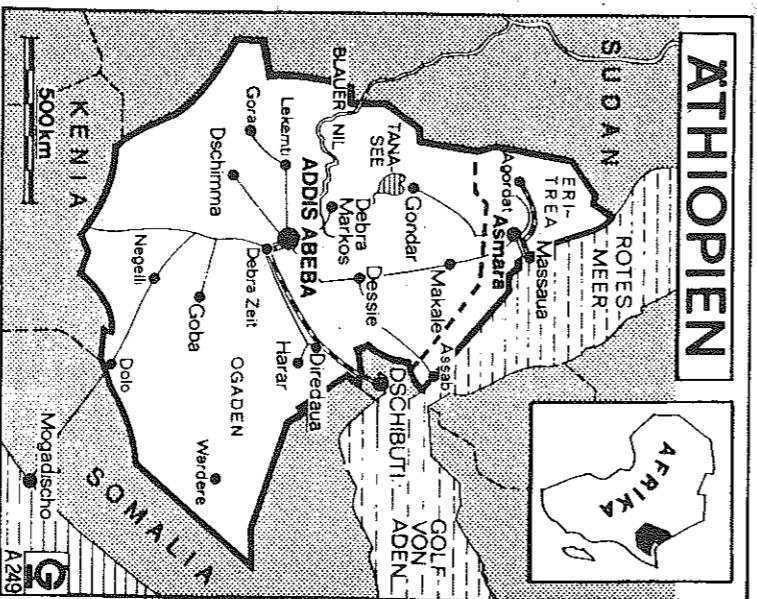 ÄTHIOPIEN
AFRIKA
SUDAN
ROTES
MEER
ERI-
TREA
Agordat
Massaua
Asmara
TANA
SEE
Gondar
Makale
Assab
BLAUER NIL
Debra
Markos
Dessie
DSCHIBUTI
GOLF
VON
ADEN
Lekemti
Gora
ADDIS ABEBA
Diredaua
Harar
Dschimma
Debra Zeit
OGADEN
Goba
Wardere
Negelli
Dolo
KENIA
SOMALIA
Mogadischo
500km
G
A249